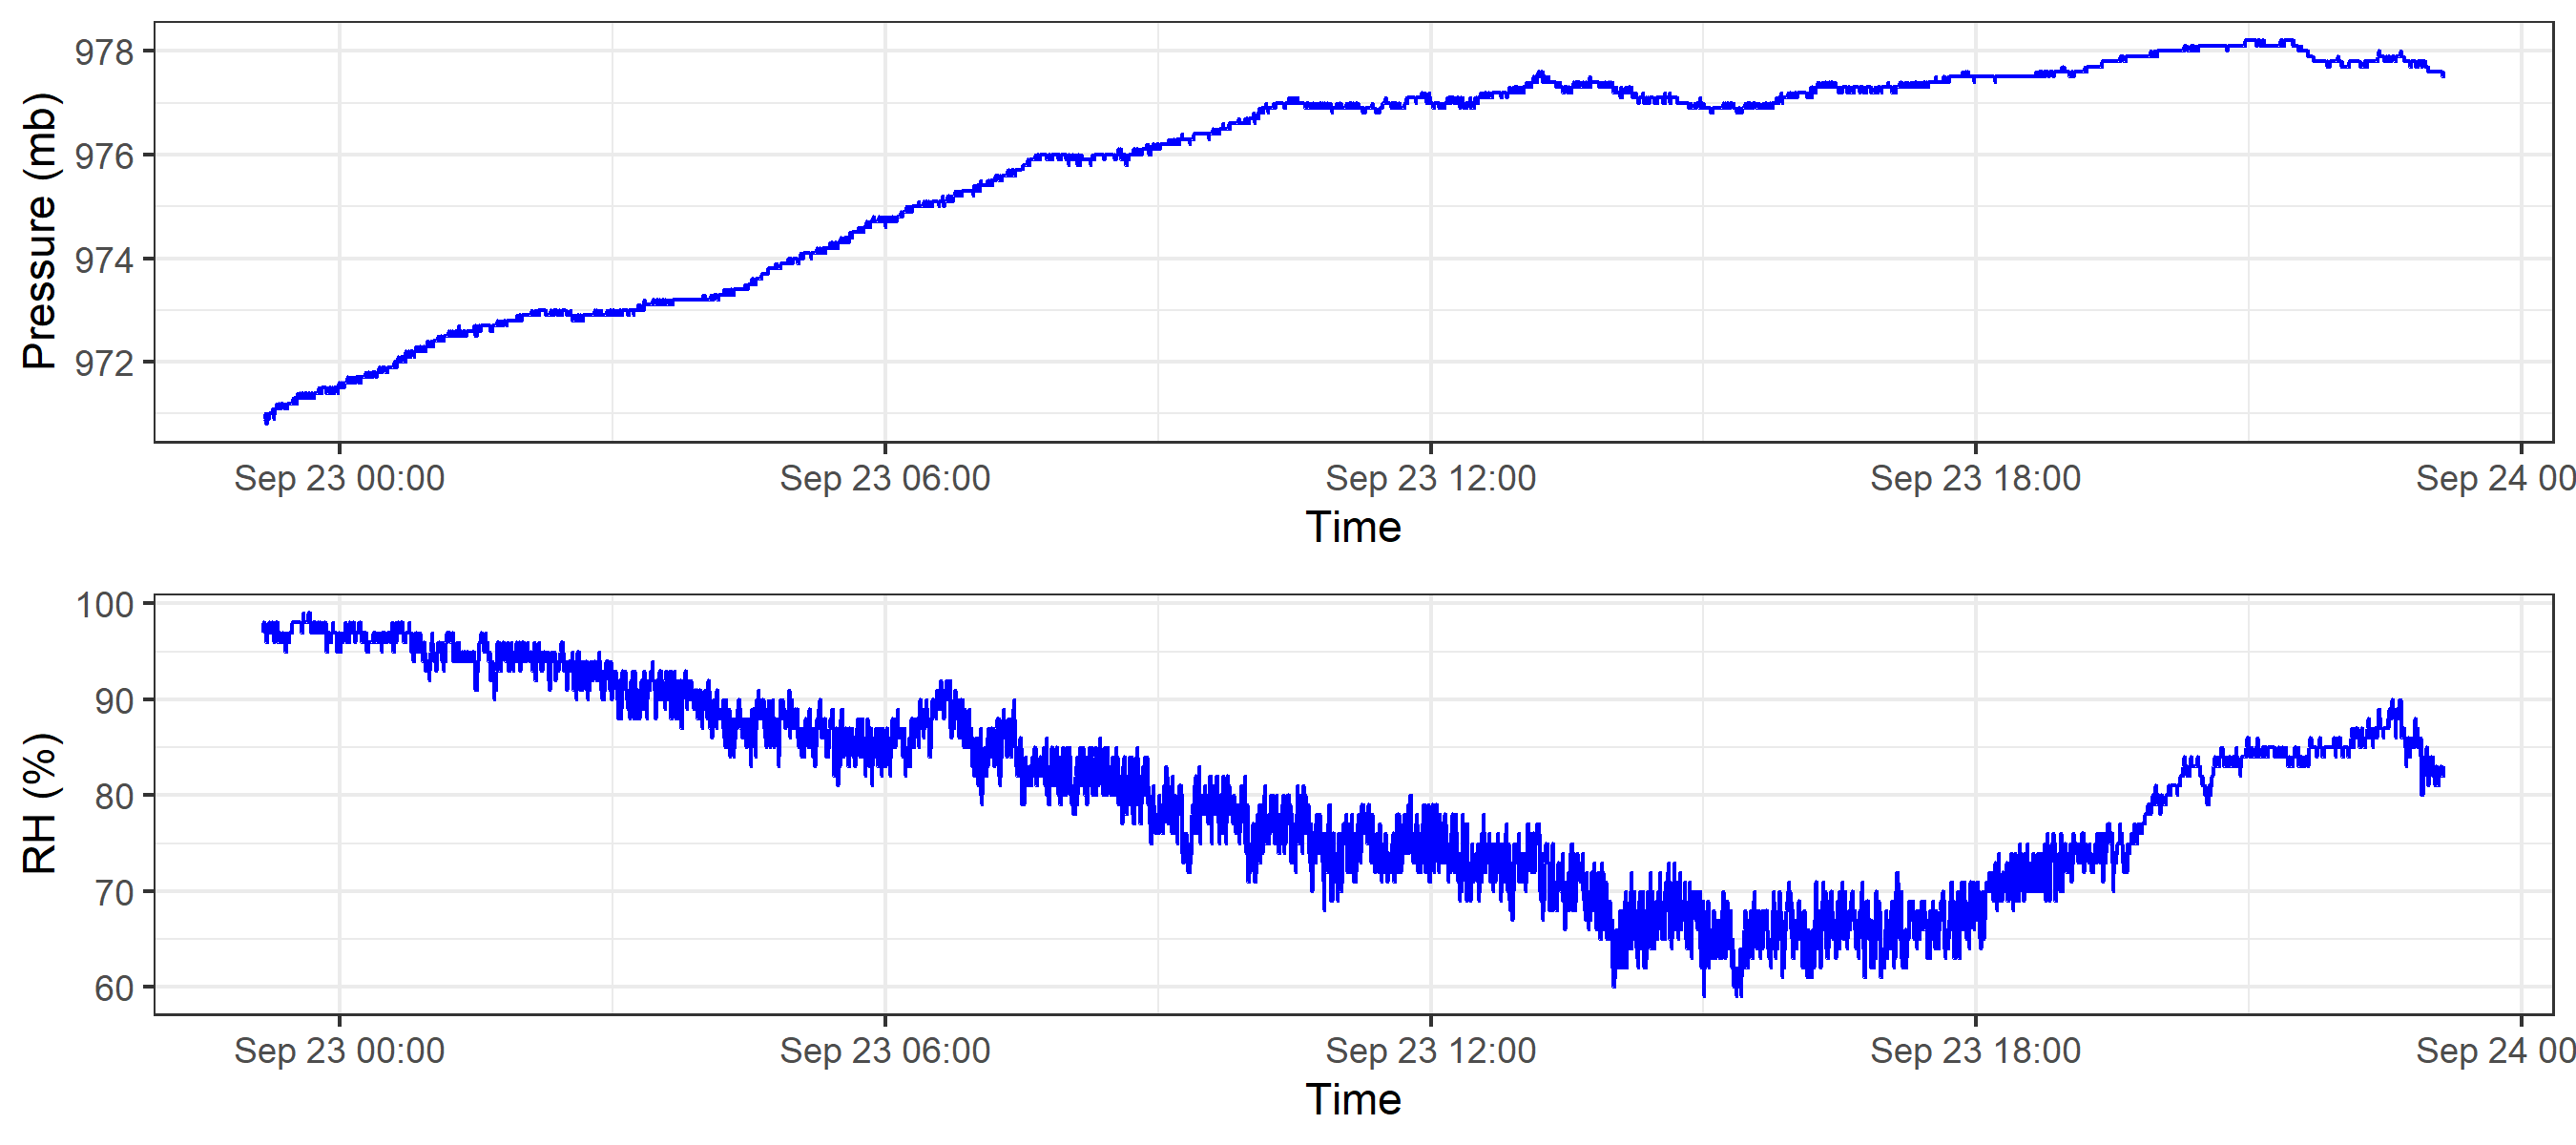 Pressure (mb)
978
976
974
972
Sep 23 00:00
Sep 23 06:00
Sep 23 12:00
Sep 23 18:00
Sep 24 00
Time
RH (%)
100
90
80
70
60
Sep 23 00:00
Sep 23 06:00
Sep 23 12:00
Sep 23 18:00
Sep 24 00
Time